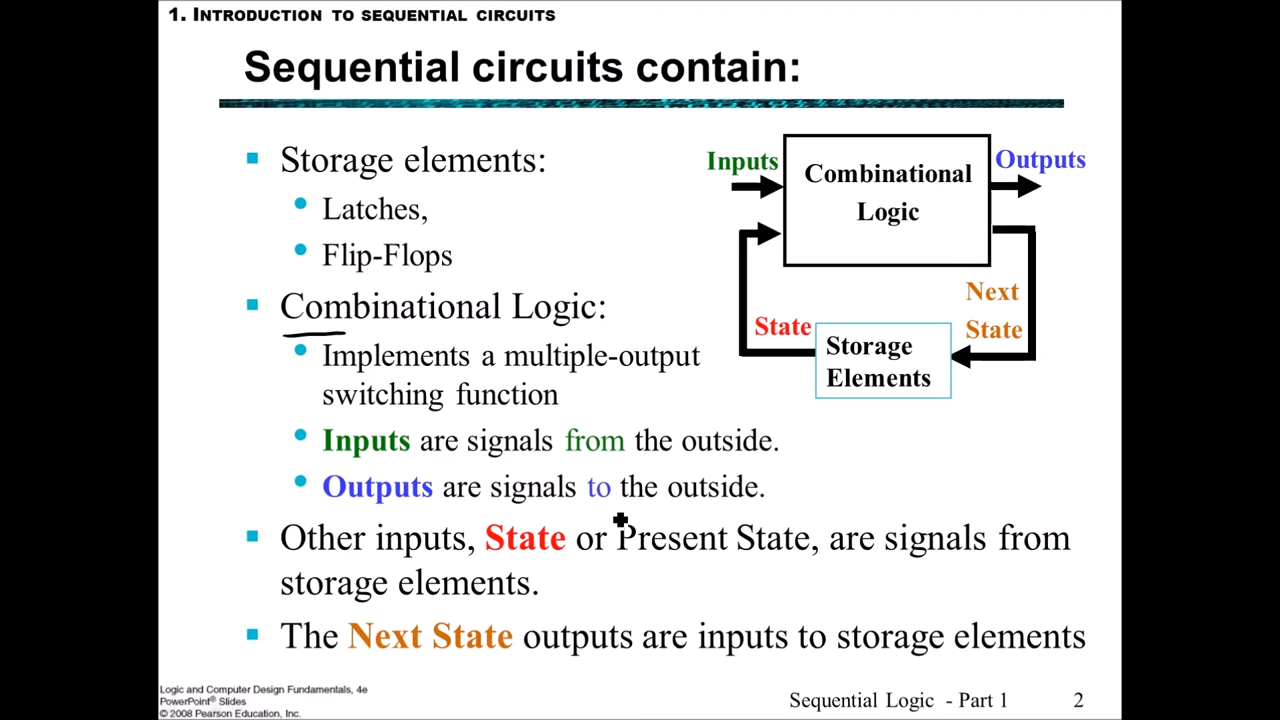 1. INTRODUCTION TO SEQUENTIAL CIRCUITS
Sequential circuits contain:
Storage elements:
Latches,
Flip-Flops
Combinational Logic:
Implements a multiple-output
switching function
Inputs are signals from the outside.
Outputs are signals to the outside.
Other inputs, State or Present State, are signals from
storage elements.
The Next State outputs are inputs to storage elements
Inputs
Combinational
Logic
Outputs
Next
State
State
Storage
Elements
Logic and Computer Design Fundamentals, 4e
PowerPoint® Slides
© 2008 Pearson Education, Inc.
Sequential Logic - Part 1 2